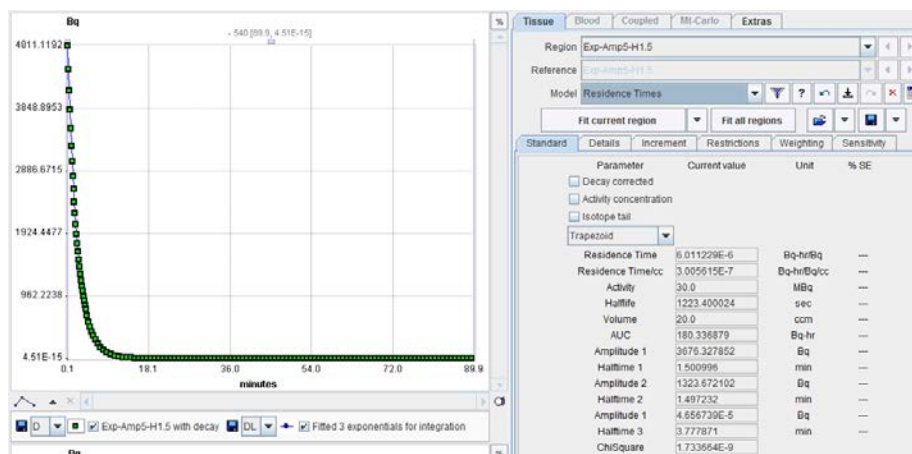 Bq
- 540 [89.9, 4.51E-15]
4811.1192
3848.8953
2886.6715
1924.4477
962.2238
4.51E-15
0.1 18.1 36.0 54.0 72.0 89.9
minutes
D Exp-Amp5-H1.5 with decay DL Fitted 3 exponentials for integration
Bq
%
%
Tissue Blood Coupled Mt-Carlo Extras
Region Exp-Amp5-H1.5
Reference Exp-Amp5-H1.5
Model Residence Times ?
Fit current region Fit all regions
Standard Details Increment Restrictions Weighting Sensitivity
Parameter Current value Unit % SE
Decay corrected
Activity concentration
Isotope tail
Trapezoid
Residence Time 6.011229E-6 Bq-hr/Bq ---
Residence Time/cc 3.005615E-7 Bq-hr/Bq/cc ---
Activity 30.0 MBq ---
Halflife 1223.400024 sec ---
Volume 20.0 ccm ---
AUC 180.336879 Bq-hr ---
Amplitude 1 3676.327852 Bq ---
Halftime 1 1.500996 min ---
Amplitude 2 1323.672102 Bq ---
Halftime 2 1.497232 min ---
Amplitude 1 4.656739E-5 Bq ---
Halftime 3 3.777871 min ---
ChiSquare 1.733664E-9 ---